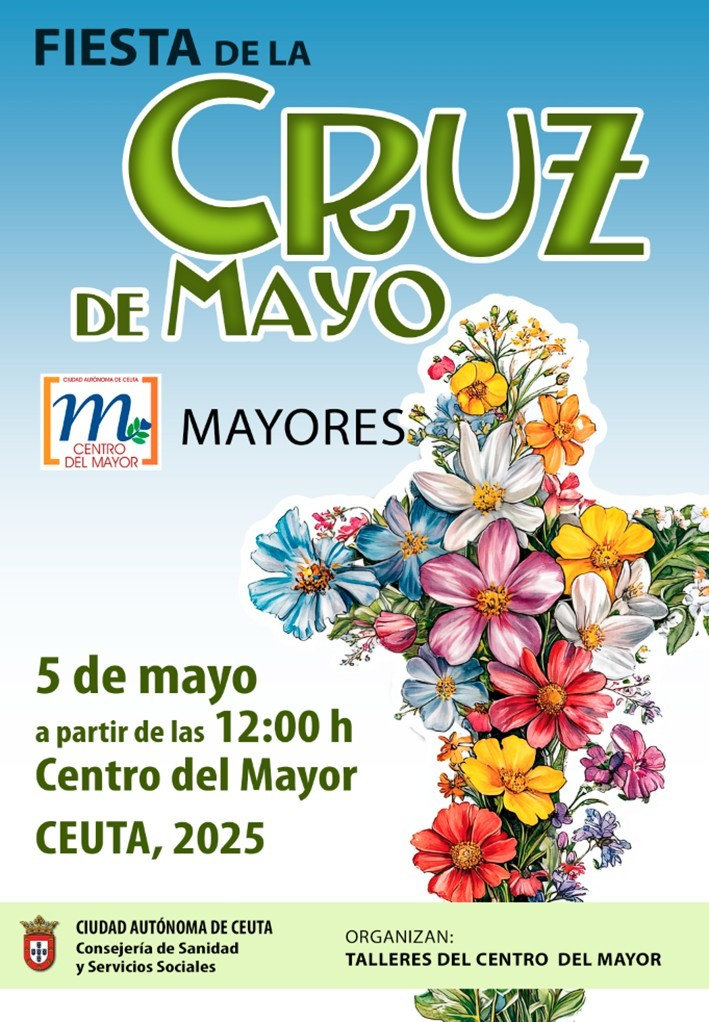 FIESTA DE LA
CRUZ
DE MAYO
CIUDAD AUTÓNOMA DE CEUTA
m
CENTRO
DEL MAYOR
MAYORES
5 de mayo
a partir de las 12:00 h
Centro del Mayor
CEUTA, 2025
CIUDAD AUTÓNOMA DE CEUTA
Consejería de Sanidad
y Servicios Sociales
ORGANIZAN:
TALLERES DEL CENTRO DEL MAYOR